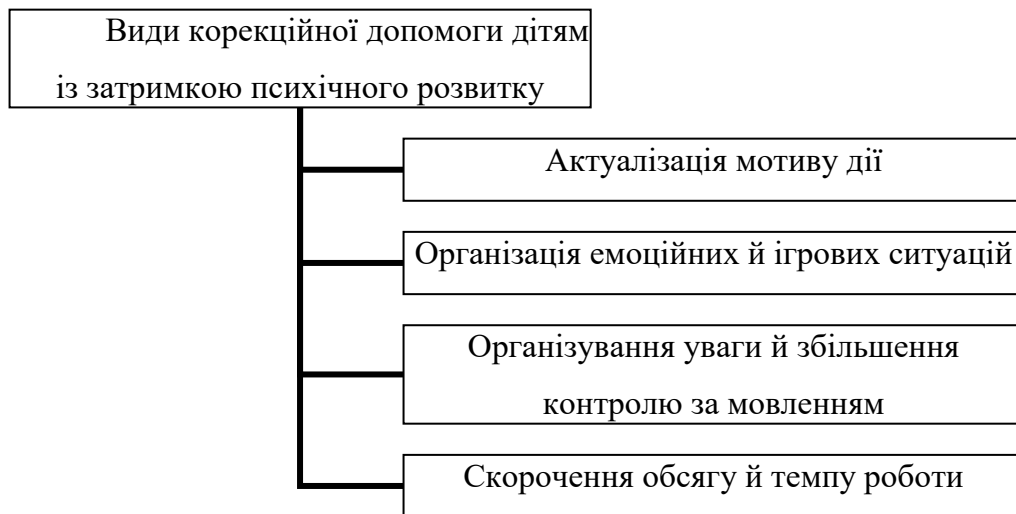 Види корекційної допомоги дітям
із затримкою психічного розвитку
Актуалізація мотиву дії
Організація емоційних й ігрових ситуацій
Організування уваги й збільшення
контролю за мовленням
Скорочення обсягу й темпу роботи